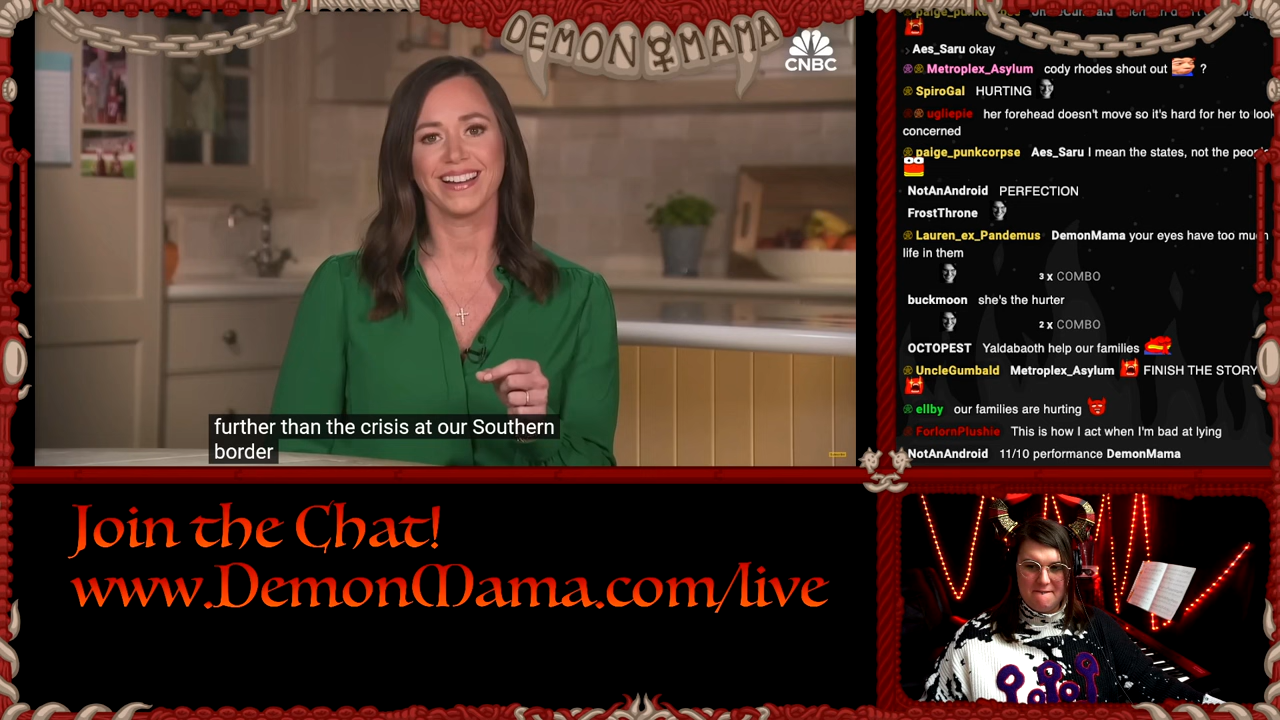 DEMON MAMA
CNBC
further than the crisis at our Southern
border
Aes_Saru okay
Metroplex_Asylum cody rhodes shout out ?
SpiroGal HURTING
ugliepie her forehead doesn't move so it's hard for her to look
concerned
paige_punkcorpse Aes_Saru I mean the states, not the people
NotAnAndroid PERFECTION
FrostThrone
Lauren_ex_Pandemus DemonMama your eyes have too much
life in them
3 x COMBO
buckmoon she's the hurter
2 x COMBO
OCTOPEST Yaldabaoth help our families
UncleGumbald Metroplex_Asylum FINISH THE STORY
ellby our families are hurting
ForlornPlushie This is how I act when I'm bad at lying
NotAnAndroid 11/10 performance DemonMama
Join the Chat!
www.DemonMama.com/live